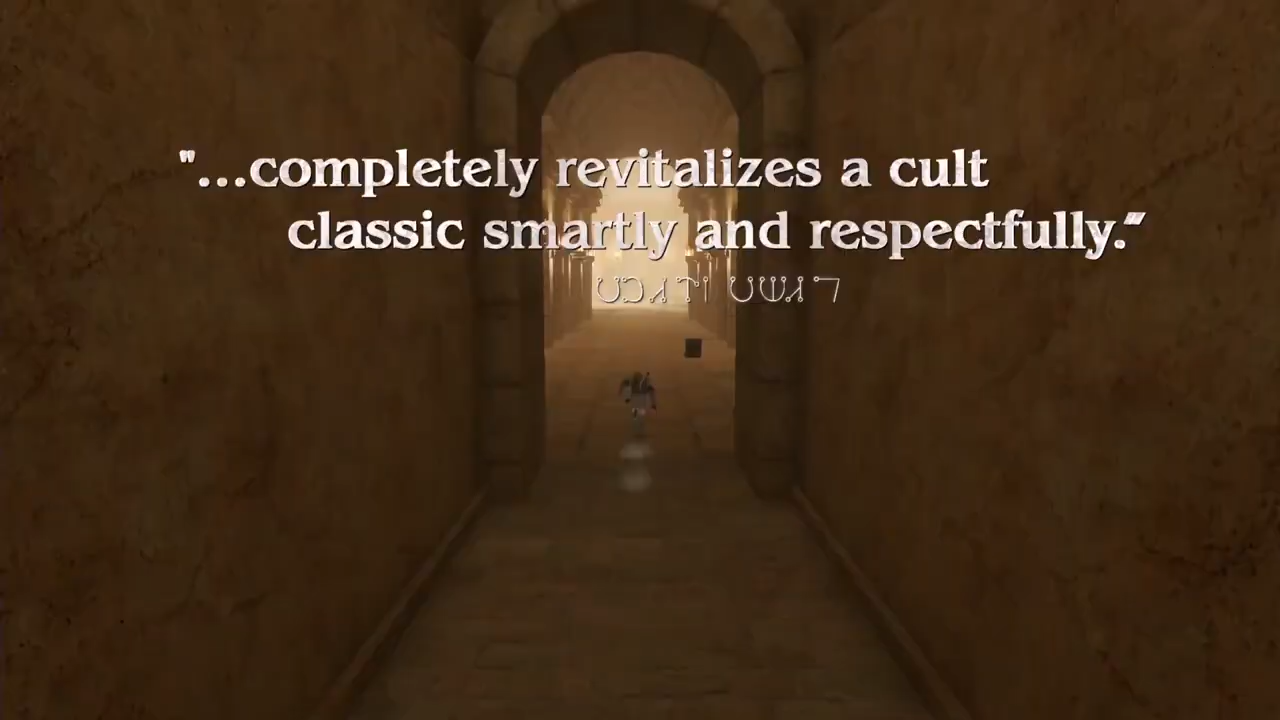 "...completely revitalizes a cult
classic smartly and respectfully."